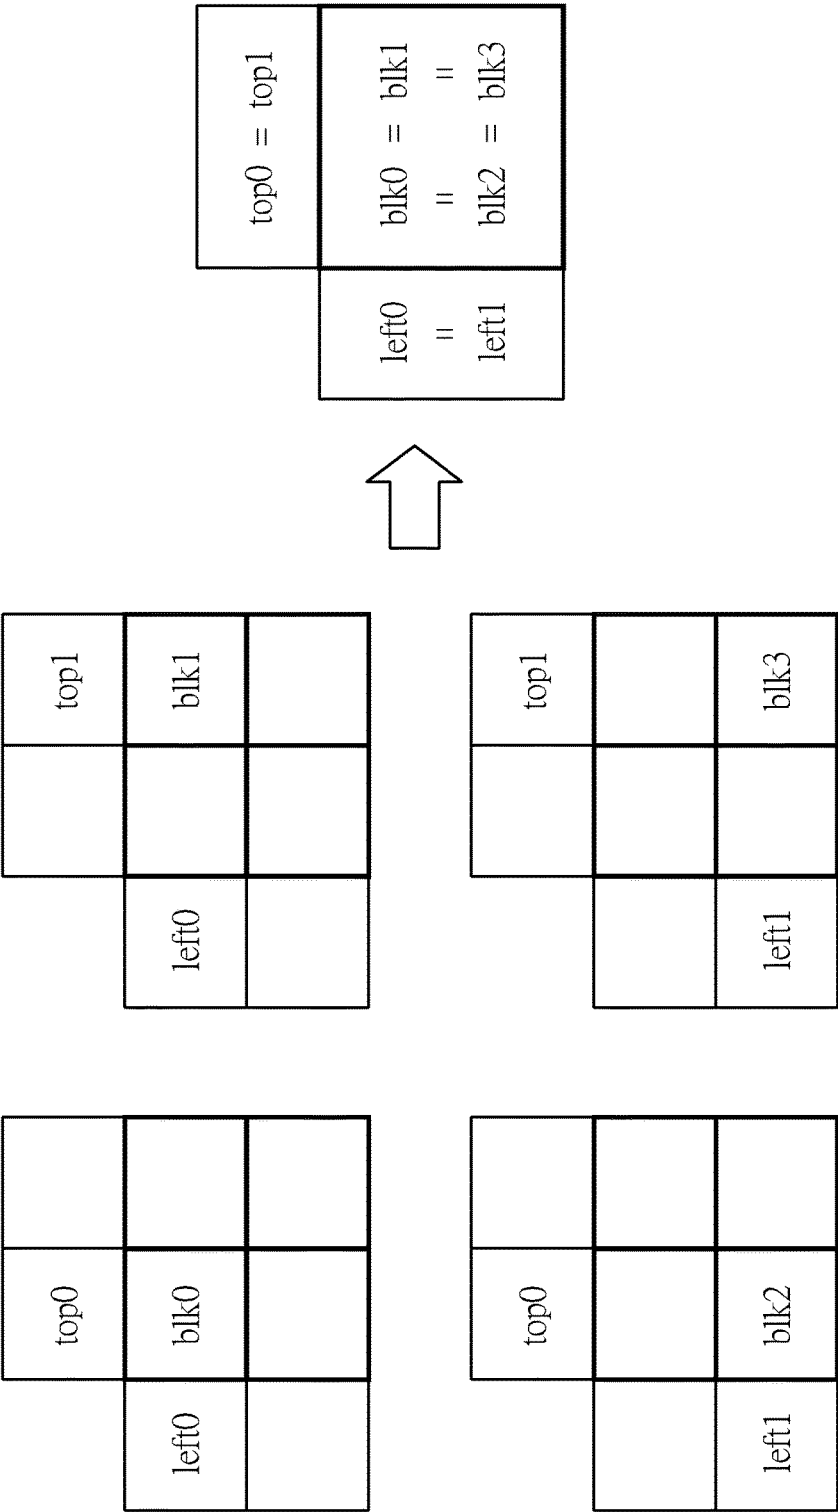 top0
left0 blk0
top1
left0 blk1
top0
left1 blk2
top1
left1 blk3
top0 = top1
left0 blk0 = blk1
= = =
left1 blk2 = blk3